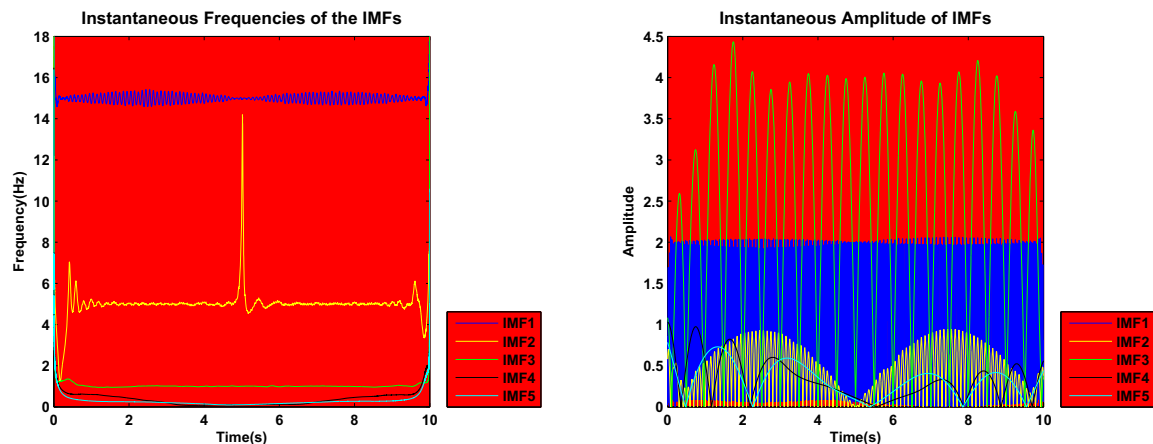 Instantaneous Frequencies of the IMFs
18
16
14
12
10
8
6
4
2
0
Frequency(Hz)
0 2 4 6 8 10
Time(s)
IMF1
IMF2
IMF3
IMF4
IMF5
Instantaneous Amplitude of IMFs
4.5
4
3.5
3
2.5
2
1.5
1
0.5
0
Amplitude
0 2 4 6 8 10
Time(s)
IMF1
IMF2
IMF3
IMF4
IMF5